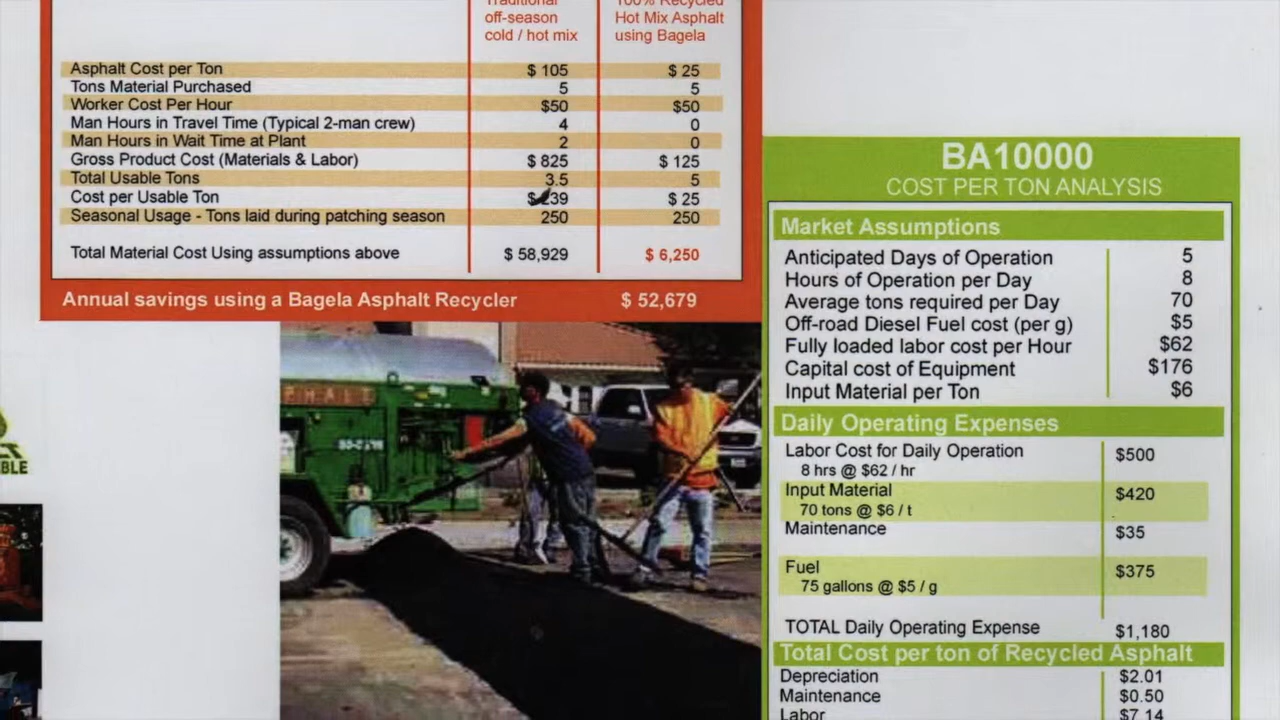 Traditional
off-season
cold / hot mix
100% Recycled
Hot Mix Asphalt
using Bagela
Asphalt Cost per Ton $ 105 $ 25
Tons Material Purchased 5 5
Worker Cost Per Hour $50 $50
Man Hours in Travel Time (Typical 2-man crew) 4 0
Man Hours in Wait Time at Plant 2 0
Gross Product Cost (Materials & Labor) $ 825 $ 125
Total Usable Tons 3.5 5
Cost per Usable Ton $ 239 $ 25
Seasonal Usage - Tons laid during patching season 250 250
Total Material Cost Using assumptions above $ 58,929 $ 6,250
Annual savings using a Bagela Asphalt Recycler $ 52,679
BA10000
COST PER TON ANALYSIS
Market Assumptions
Anticipated Days of Operation 5
Hours of Operation per Day 8
Average tons required per Day 70
Off-road Diesel Fuel cost (per g) $5
Fully loaded labor cost per Hour $62
Capital cost of Equipment $176
Input Material per Ton $6
Daily Operating Expenses
Labor Cost for Daily Operation $500
8 hrs @ $62 / hr
Input Material $420
70 tons @ $6 / t
Maintenance $35
Fuel $375
75 gallons @ $5 / g
TOTAL Daily Operating Expense $1,180
Total Cost per ton of Recycled Asphalt
Depreciation $2.01
Maintenance $0.50
Labor $7.14